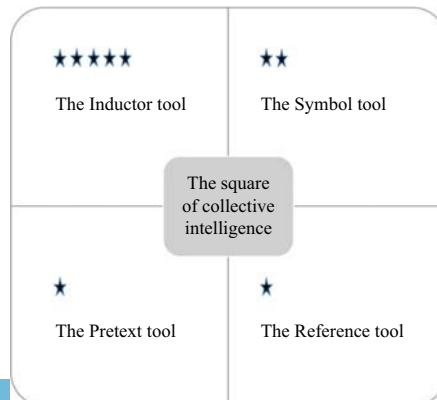 ★★★★★
★★
The Inductor tool
The Symbol tool
The square
of collective
intelligence
★
★
The Pretext tool
The Reference tool